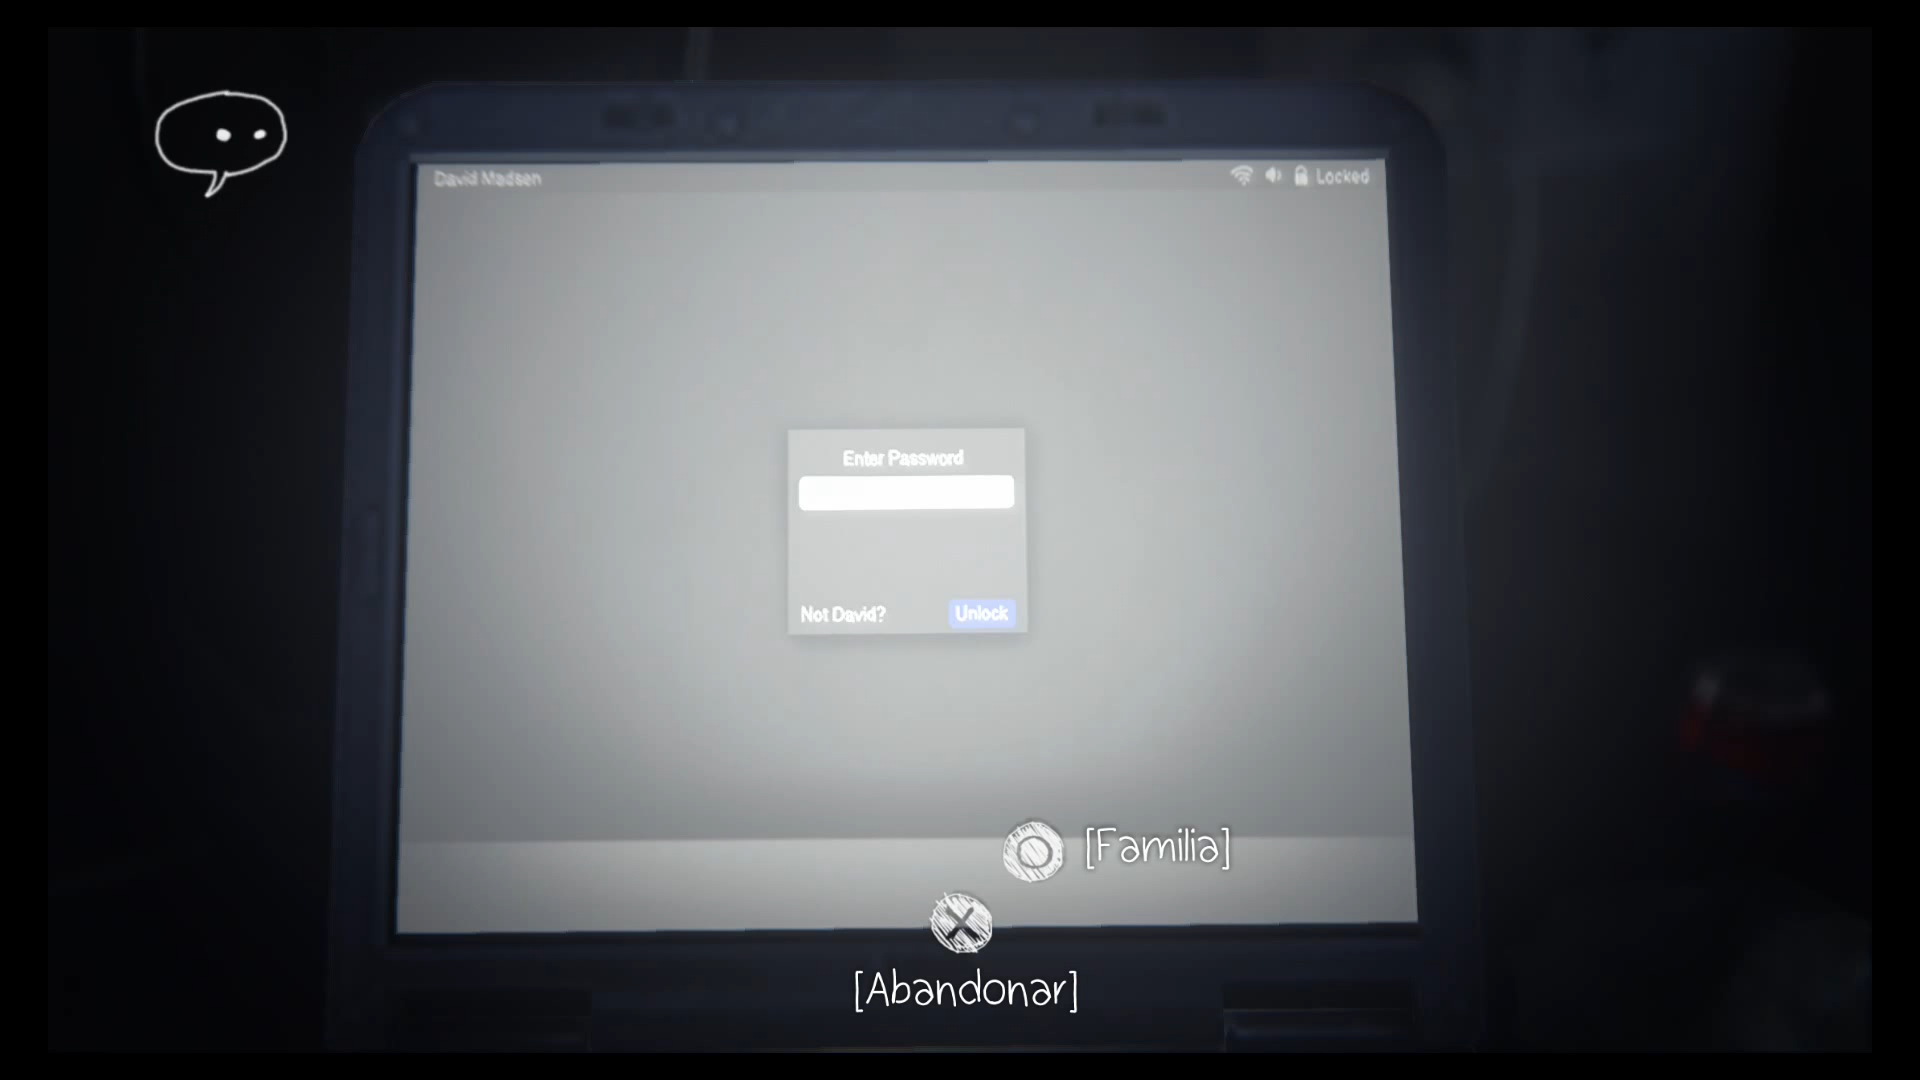 David Madsen
Locked
Enter Password
Not David?
Unlock
[Familia]
[Abandonar]